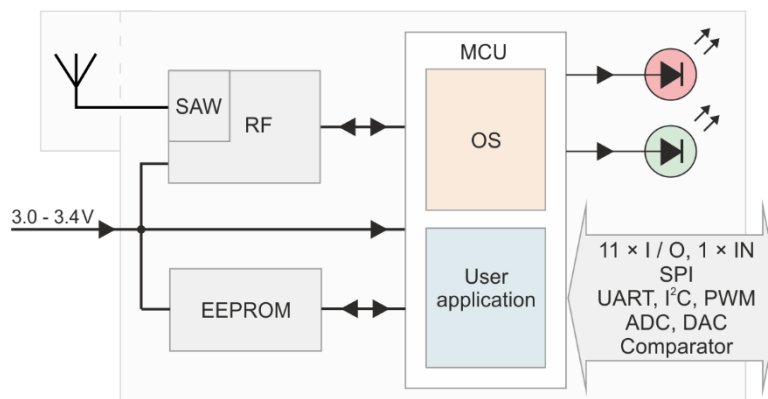 MCU
SAW
RF
OS
3.0 - 3.4 V
EEPROM
User
application
11 × I / O, 1 × IN
SPI
UART, I²C, PWM
ADC, DAC
Comparator